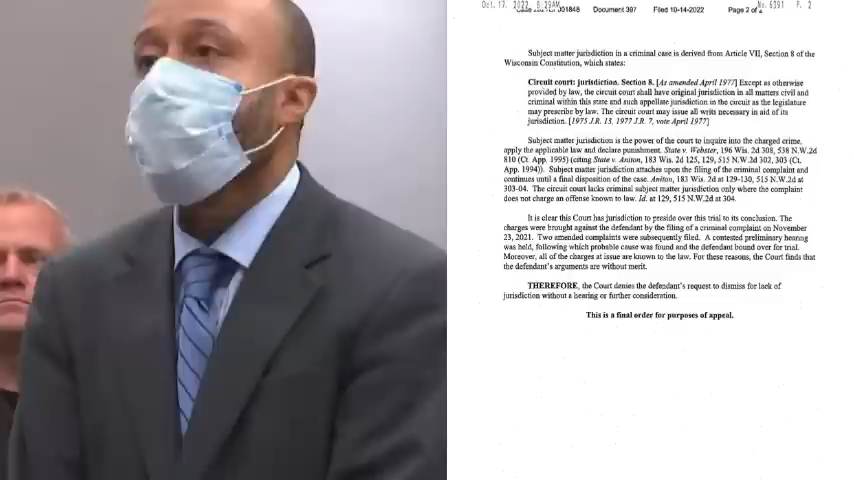 Oct. 17. 2022 8:29AM No. 6391 P. 2
Document 397 Filed 10-14-2022 Page 2 of
Subject matter jurisdiction in a criminal case is derived from Article VII, Section 8 of the
Wisconsin Constitution, which states:
Circuit court: jurisdiction. Section 8. [As amended April 1977] Except as otherwise
provided by law, the circuit court shall have original jurisdiction in all matters civil and
criminal within this state and such appellate jurisdiction in the circuit as the legislature
may prescribe by law. The circuit court may issue all writs necessary in aid of its
jurisdiction. [1975 J.R. 13, 1977 J.R. 7, vote April 1977]
Subject matter jurisdiction is the power of the court to inquire into the charged crime,
apply the applicable law and declare punishment. State v. Webster, 196 Wis. 2d 308, 538 N.W.2d
810 (Ct. App. 1995) (citing State v. Aniton, 183 Wis. 2d 125, 129, 515 N.W.2d 302, 303 (Ct.
App. 1994)). Subject matter jurisdiction attaches upon the filing of the criminal complaint and
continues until a final disposition of the case. Aniton, 183 Wis. 2d at 129-130, 515 N.W.2d at
303-04. The circuit court lacks criminal subject matter jurisdiction only where the complaint
does not charge an offense known to law. Id. at 129, 515 N.W.2d at 304.
It is clear this Court has jurisdiction to preside over this trial to its conclusion. The
charges were brought against the defendant by the filing of a criminal complaint on November
23, 2021. Two amended complaints were subsequently filed. A contested preliminary hearing
was held, following which probable cause was found and the defendant bound over for trial.
Moreover, all of the charges at issue are known to the law. For these reasons, the Court finds that
the defendant's arguments are without merit.
THEREFORE, the Court denies the defendant's request to dismiss for lack of
jurisdiction without a hearing or further consideration.
This is a final order for purposes of appeal.